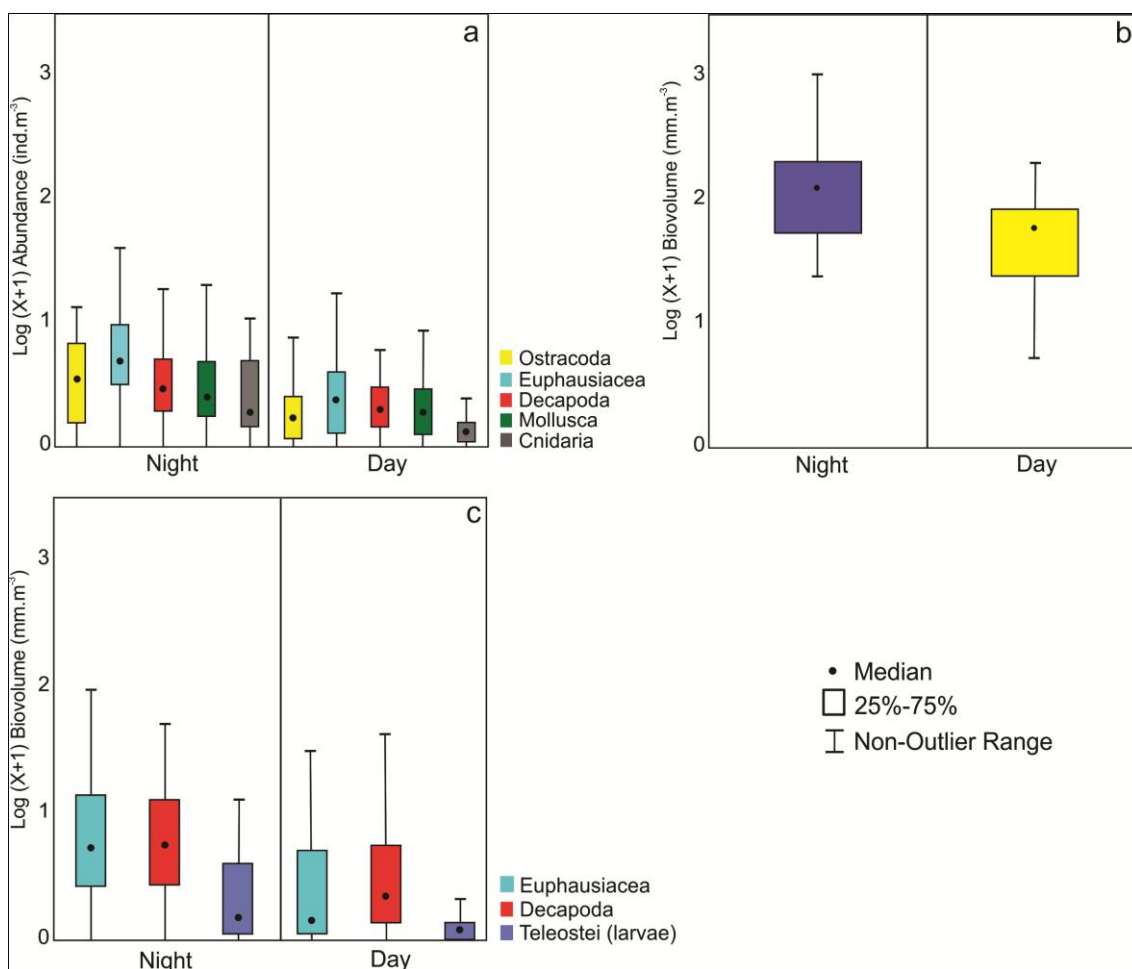 a
Log (X+1) Abundance (ind.m⁻³)
3
2
1
0
Night
Day
Ostracoda
Euphausiacea
Decapoda
Mollusca
Cnidaria
b
Log (X+1) Biovolume (mm.m⁻³)
3
2
1
0
Night
Day
c
Log (X+1) Biovolume (mm.m⁻³)
3
2
1
0
Night
Day
Euphausiacea
Decapoda
Teleostei (larvae)
Median
25%-75%
Non-Outlier Range